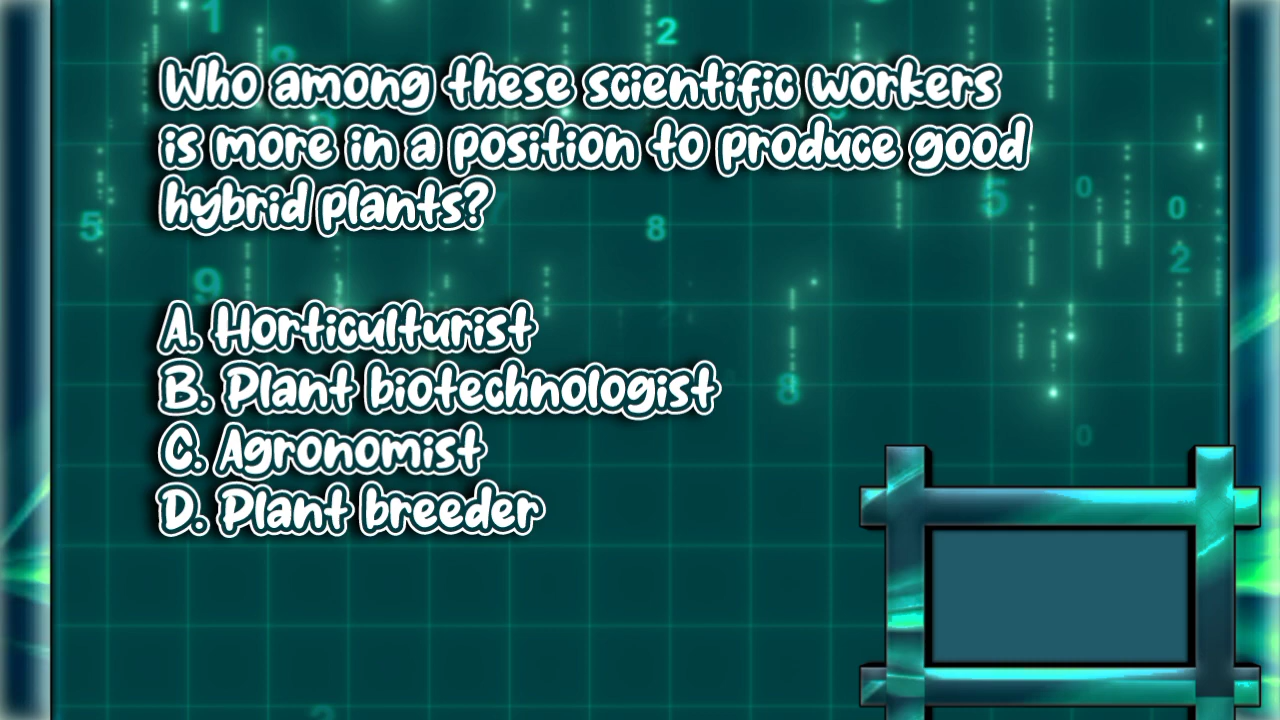 Who among these scientific workers
is more in a position to produce good
hybrid plants?
A. Horticulturist
B. Plant biotechnologist
C. Agronomist
D. Plant breeder